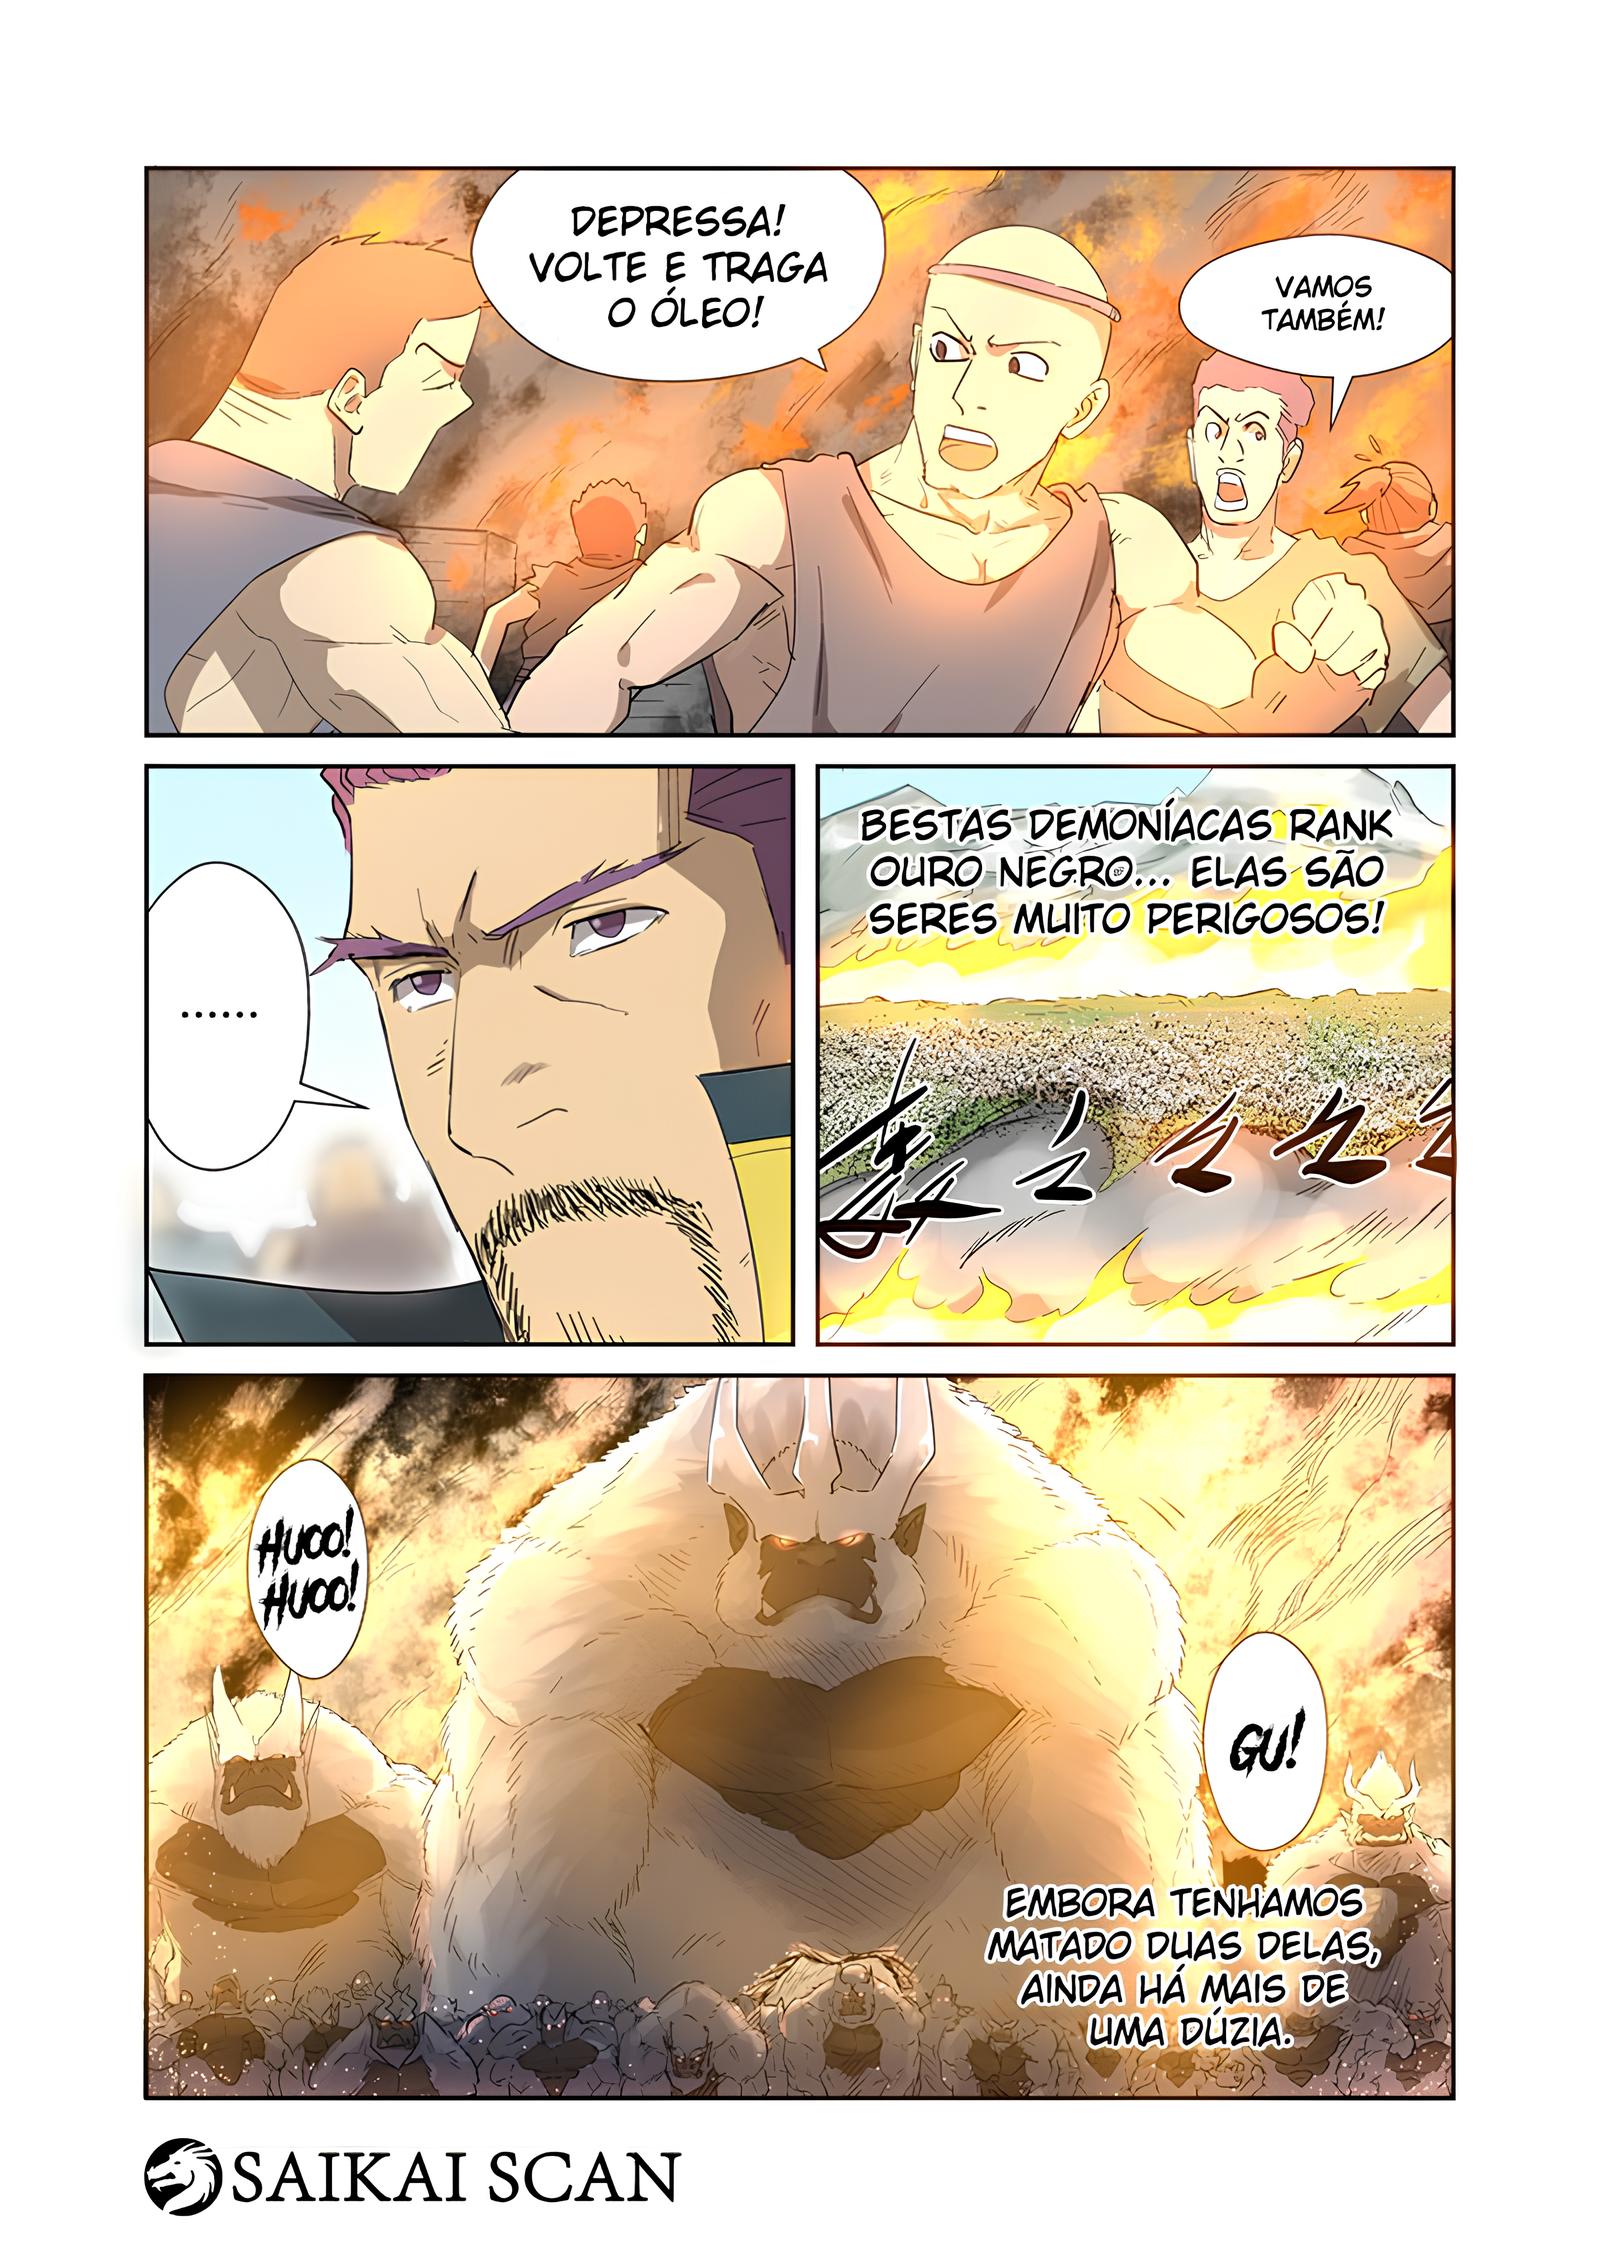 DEPRESSA!
VOLTE E TRAGA
O ÓLEO!
VAMOS
TAMBÉM!
......
BESTAS DEMONÍACAS RANK
OURO NEGRO... ELAS SÃO
SERES MUITO PERIGOSOS!
HUOO!
HUOO!
GU!
EMBORA TENHAMOS
MATADO DUAS DELAS,
AINDA HÁ MAIS DE
UMA DÚZIA.
SAIKAI SCAN